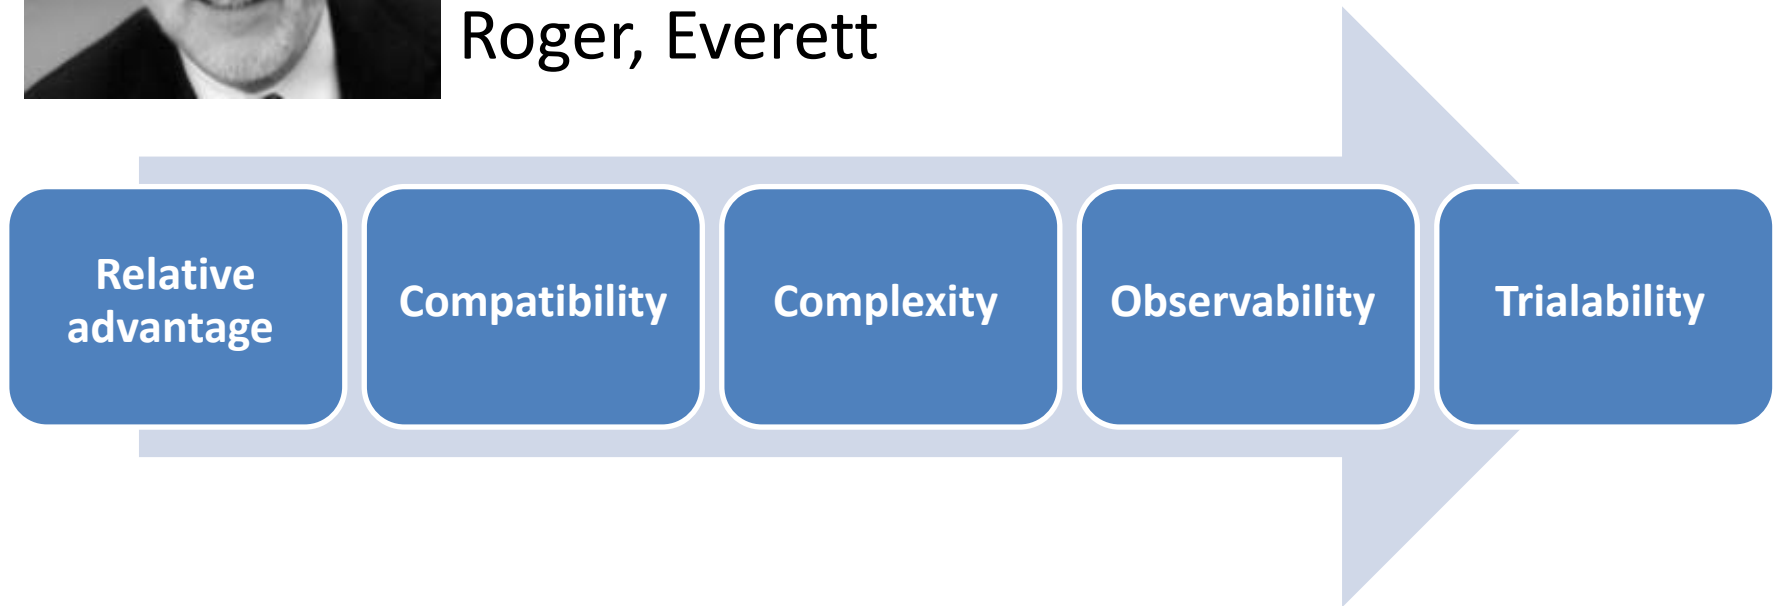 Roger, Everett
Relative
advantage
Compatibility
Complexity
Observability
Trialability